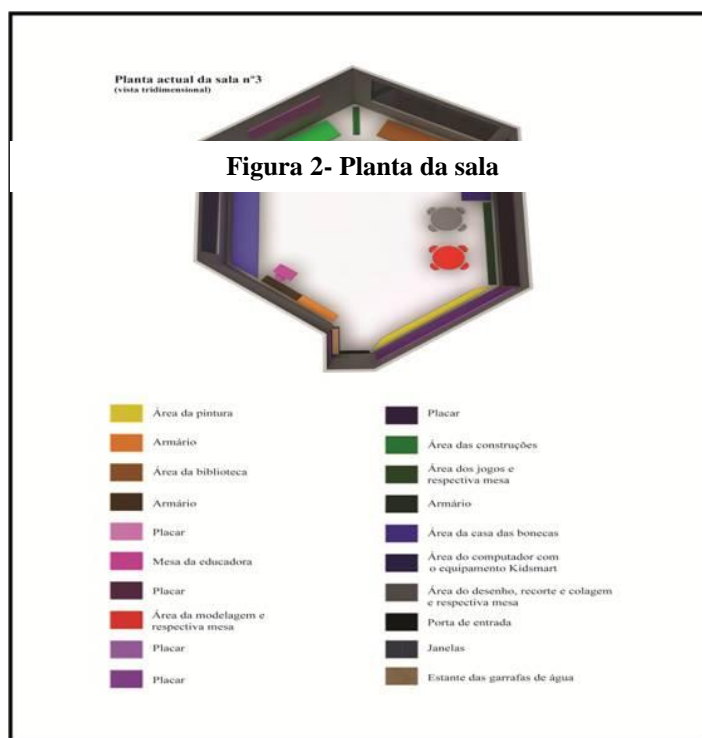 Planta actual da sala nº3
(vista tridimensional)
Figura 2- Planta da sala
Área da pintura
Armário
Área da biblioteca
Armário
Placar
Mesa da educadora
Placar
Área da modelagem e
respectiva mesa
Placar
Placar
Placar
Área das construções
Área dos jogos e
respectiva mesa
Armário
Área da casa das bonecas
Área do computador com
o equipamento Kidsmart
Área do desenho, recorte e colagem
e respectiva mesa
Porta de entrada
Janelas
Estante das garrafas de água